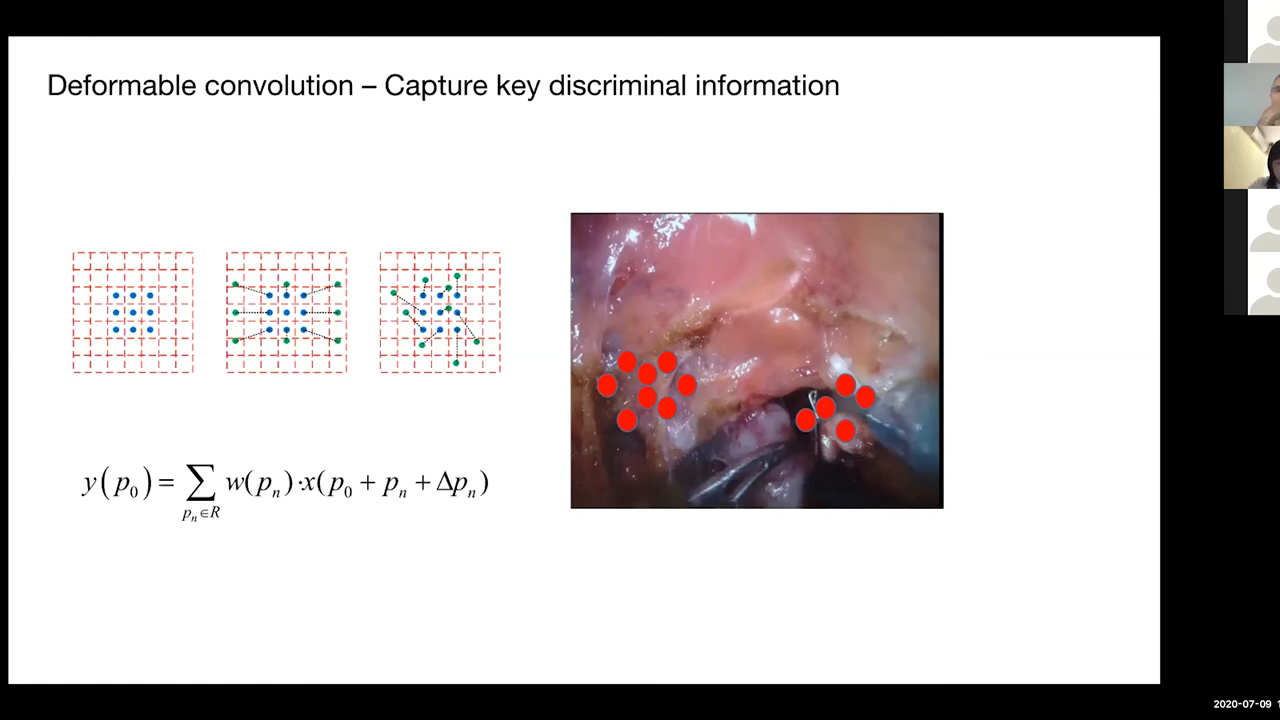 Deformable convolution – Capture key discriminal information
y(p₀) = ∑ w(pₙ)·x(p₀ + pₙ + Δpₙ)
pₙ∈R
2020-07-09